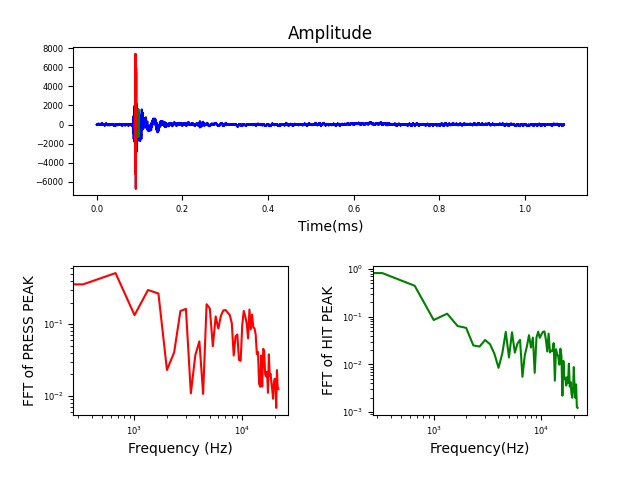 Amplitude
8000
6000
4000
2000
0
−2000
−4000
−6000
0.0 0.2 0.4 0.6 0.8 1.0
Time(ms)
FFT of PRESS PEAK
10⁻¹
10⁻²
10³ 10⁴
Frequency (Hz)
FFT of HIT PEAK
10⁰
10⁻¹
10⁻²
10⁻³
10³ 10⁴
Frequency(Hz)